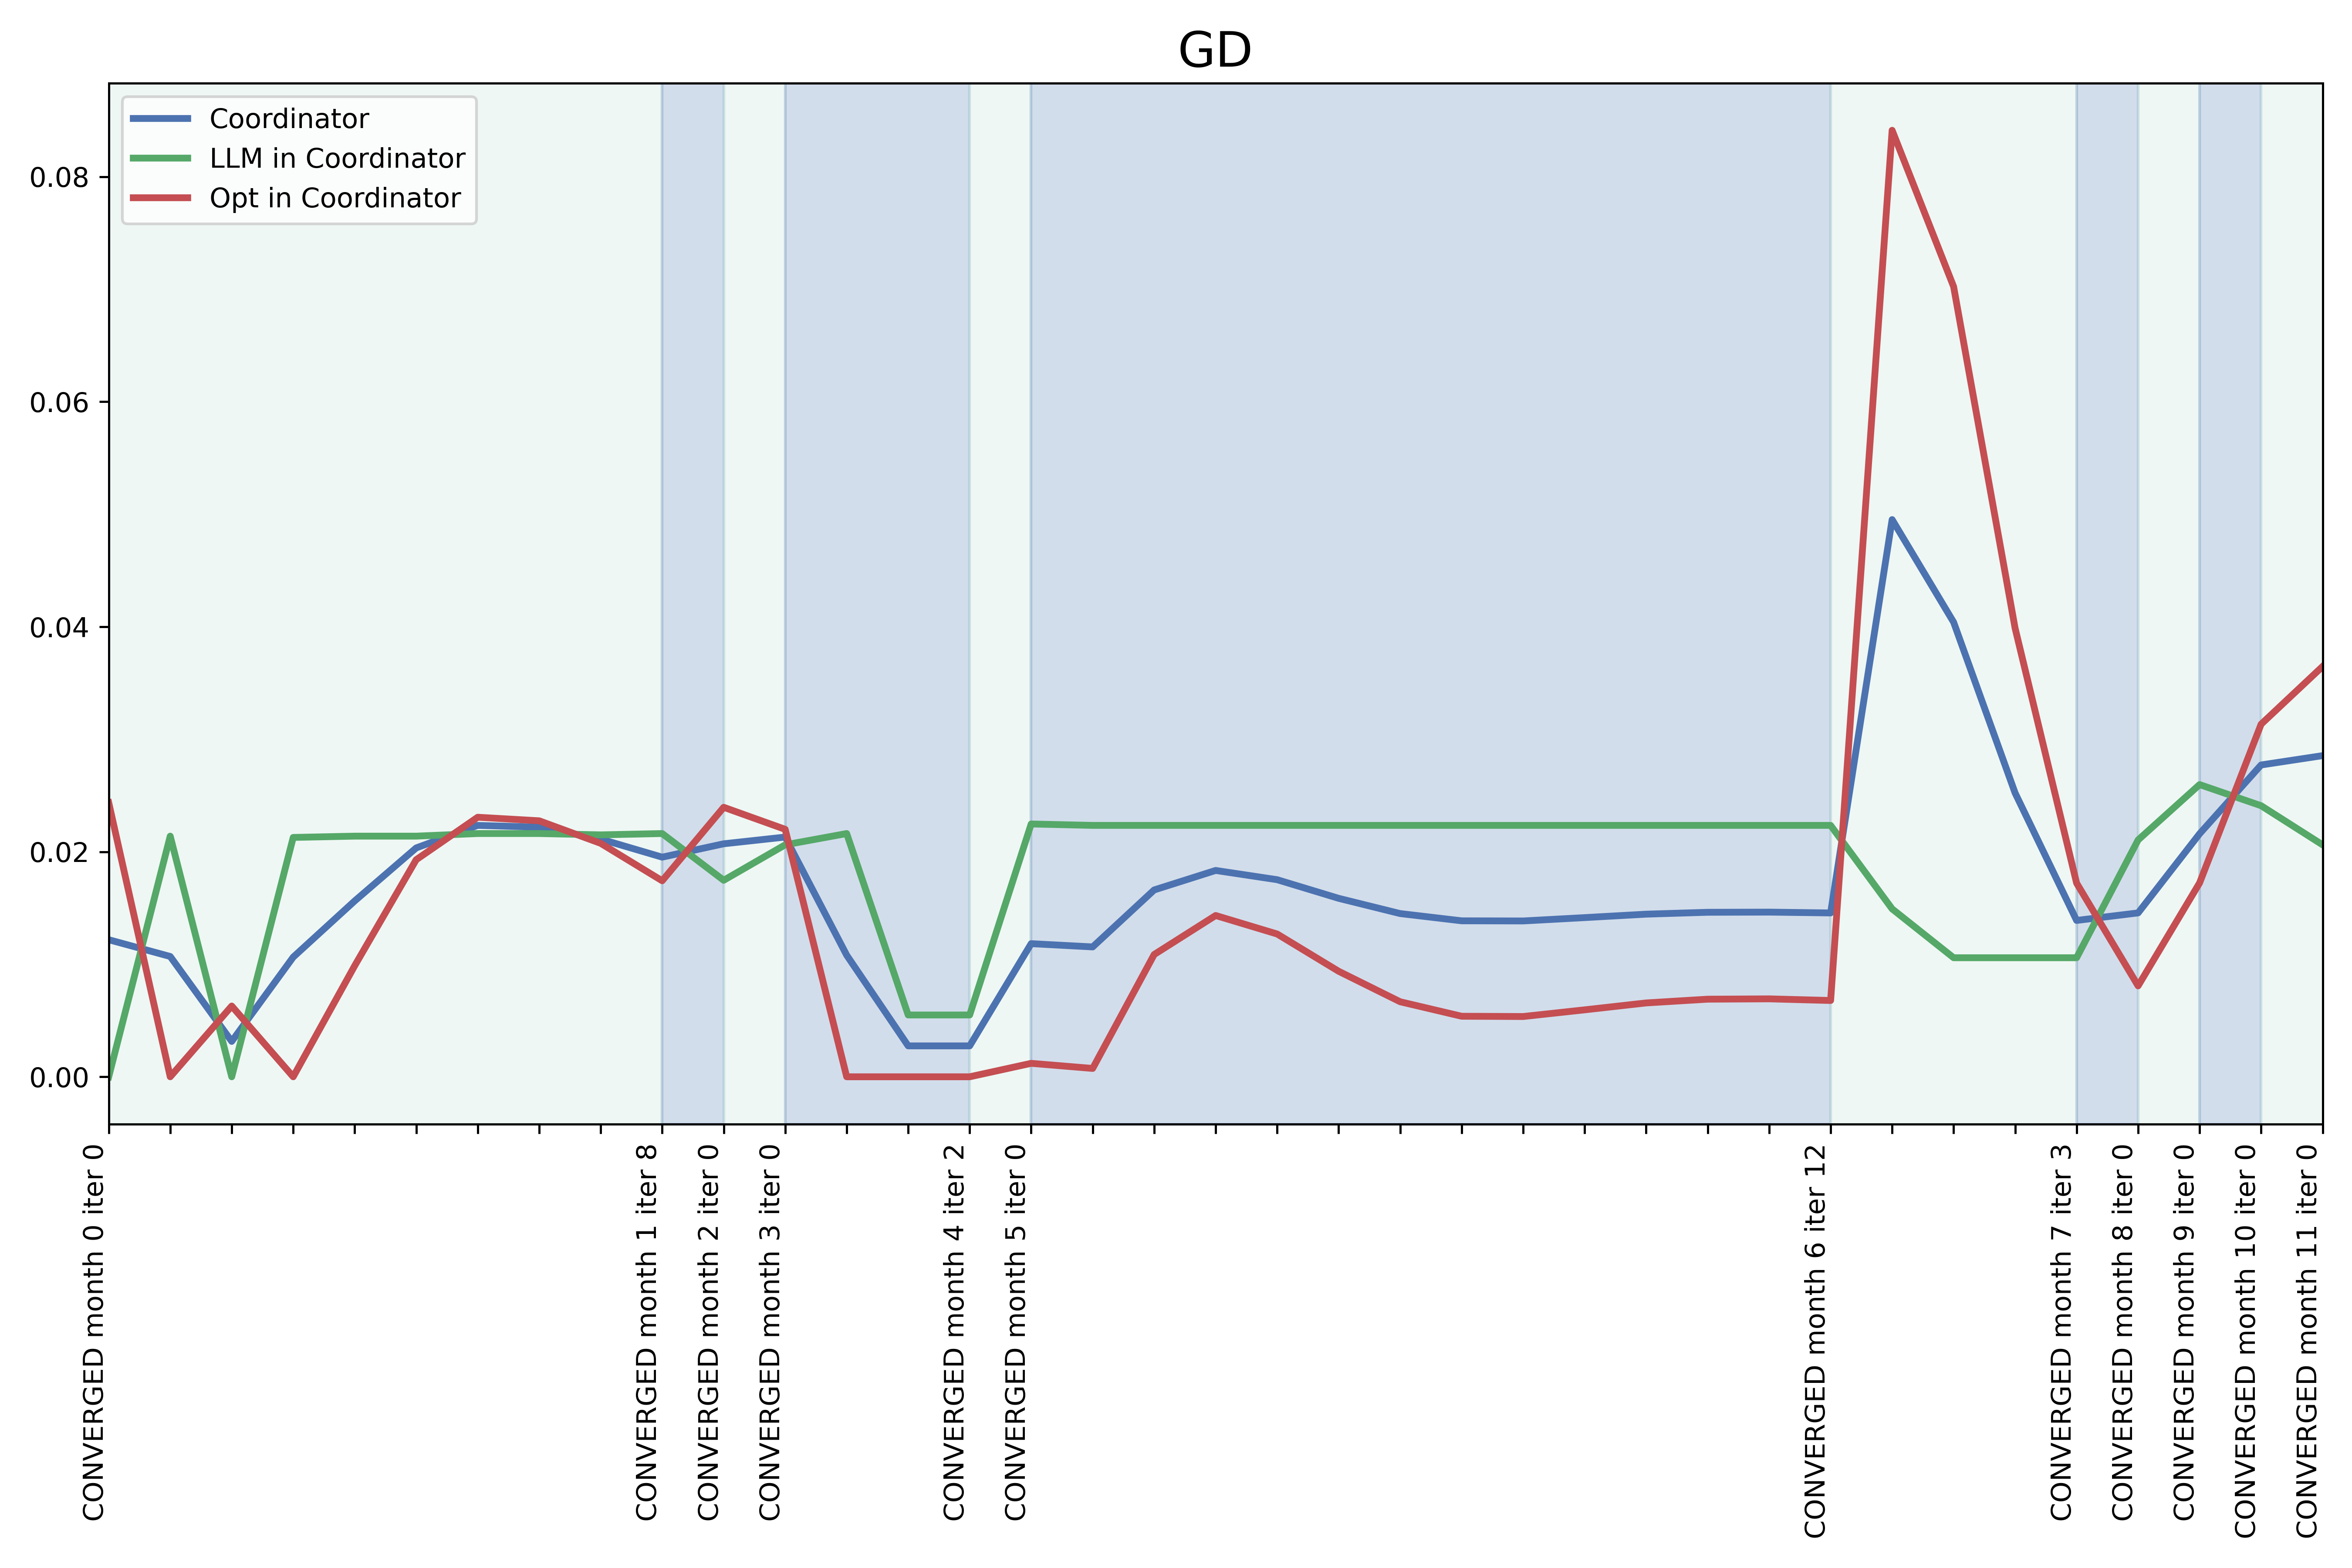 GD
Coordinator
LLM in Coordinator
Opt in Coordinator
0.08
0.06
0.04
0.02
0.00
CONVERGED month 0 iter 0
CONVERGED month 1 iter 8
CONVERGED month 2 iter 0
CONVERGED month 3 iter 0
CONVERGED month 4 iter 2
CONVERGED month 5 iter 0
CONVERGED month 6 iter 12
CONVERGED month 7 iter 3
CONVERGED month 8 iter 0
CONVERGED month 9 iter 0
CONVERGED month 10 iter 0
CONVERGED month 11 iter 0